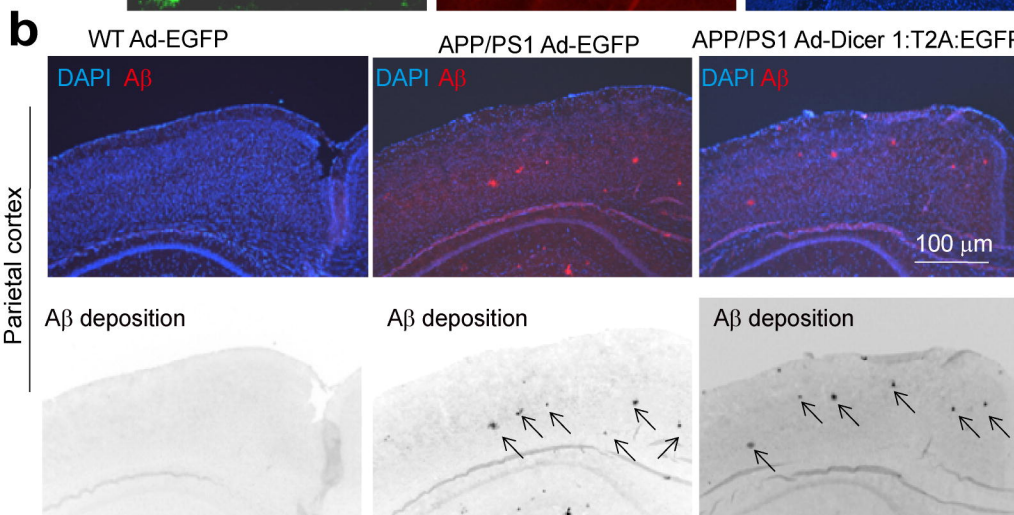 b
WT Ad-EGFP
APP/PS1 Ad-EGFP
APP/PS1 Ad-Dicer 1:T2A:EGFP
DAPI Aβ
DAPI Aβ
DAPI Aβ
100 μm
Parietal cortex
Aβ deposition
Aβ deposition
Aβ deposition